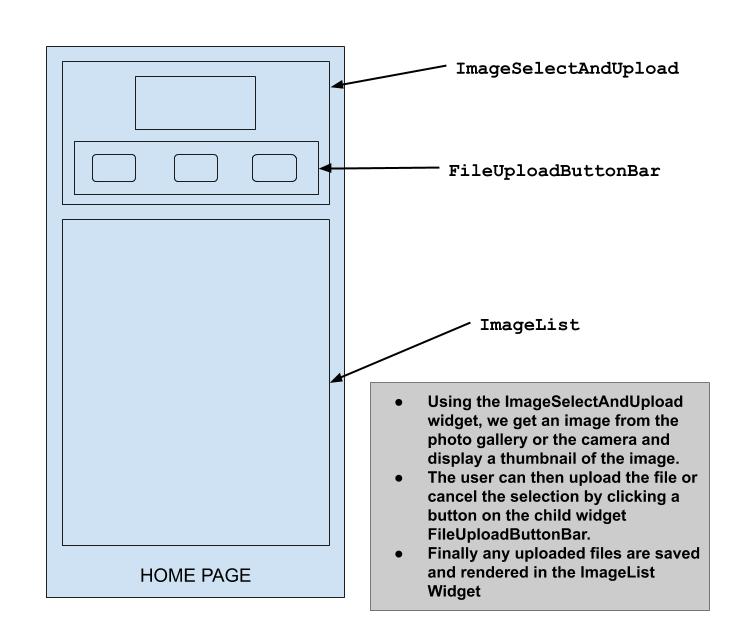 ImageSelectAndUpload
FileUploadButtonBar
ImageList
● Using the ImageSelectAndUpload
widget, we get an image from the
photo gallery or the camera and
display a thumbnail of the image.
● The user can then upload the file or
cancel the selection by clicking a
button on the child widget
FileUploadButtonBar.
● Finally any uploaded files are saved
and rendered in the ImageList
Widget
HOME PAGE